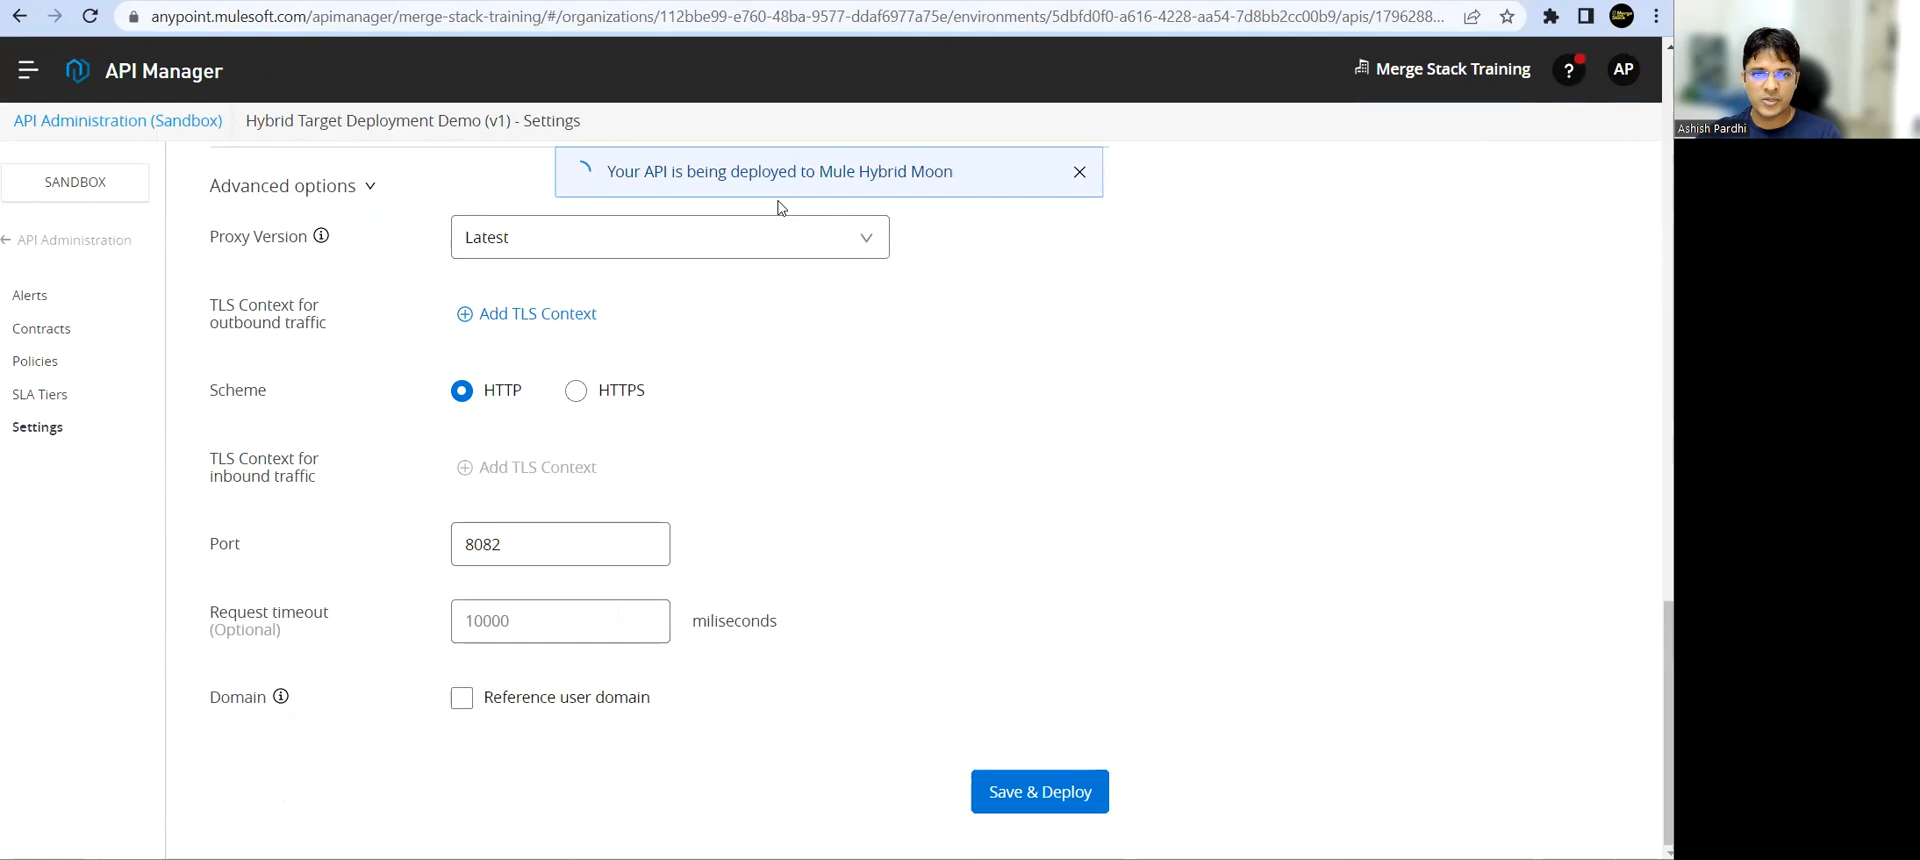 anypoint.mulesoft.com/apimanager/merge-stack-training/#/organizations/112bbe99-e760-48ba-9577-ddaf6977a75e/environments/5dbfd0f0-a616-4228-aa54-7d8bb2cc00b9/apis/1796288...
API Manager
Merge Stack Training
?
AP
Ashish Pardhi
API Administration (Sandbox)
Hybrid Target Deployment Demo (v1) - Settings
SANDBOX
API Administration
Alerts
Contracts
Policies
SLA Tiers
Settings
Your API is being deployed to Mule Hybrid Moon
Advanced options
Proxy Version
Latest
TLS Context for
outbound traffic
Add TLS Context
Scheme
HTTP
HTTPS
TLS Context for
inbound traffic
Add TLS Context
Port
8082
Request timeout
(Optional)
10000
miliseconds
Domain
Reference user domain
Save & Deploy